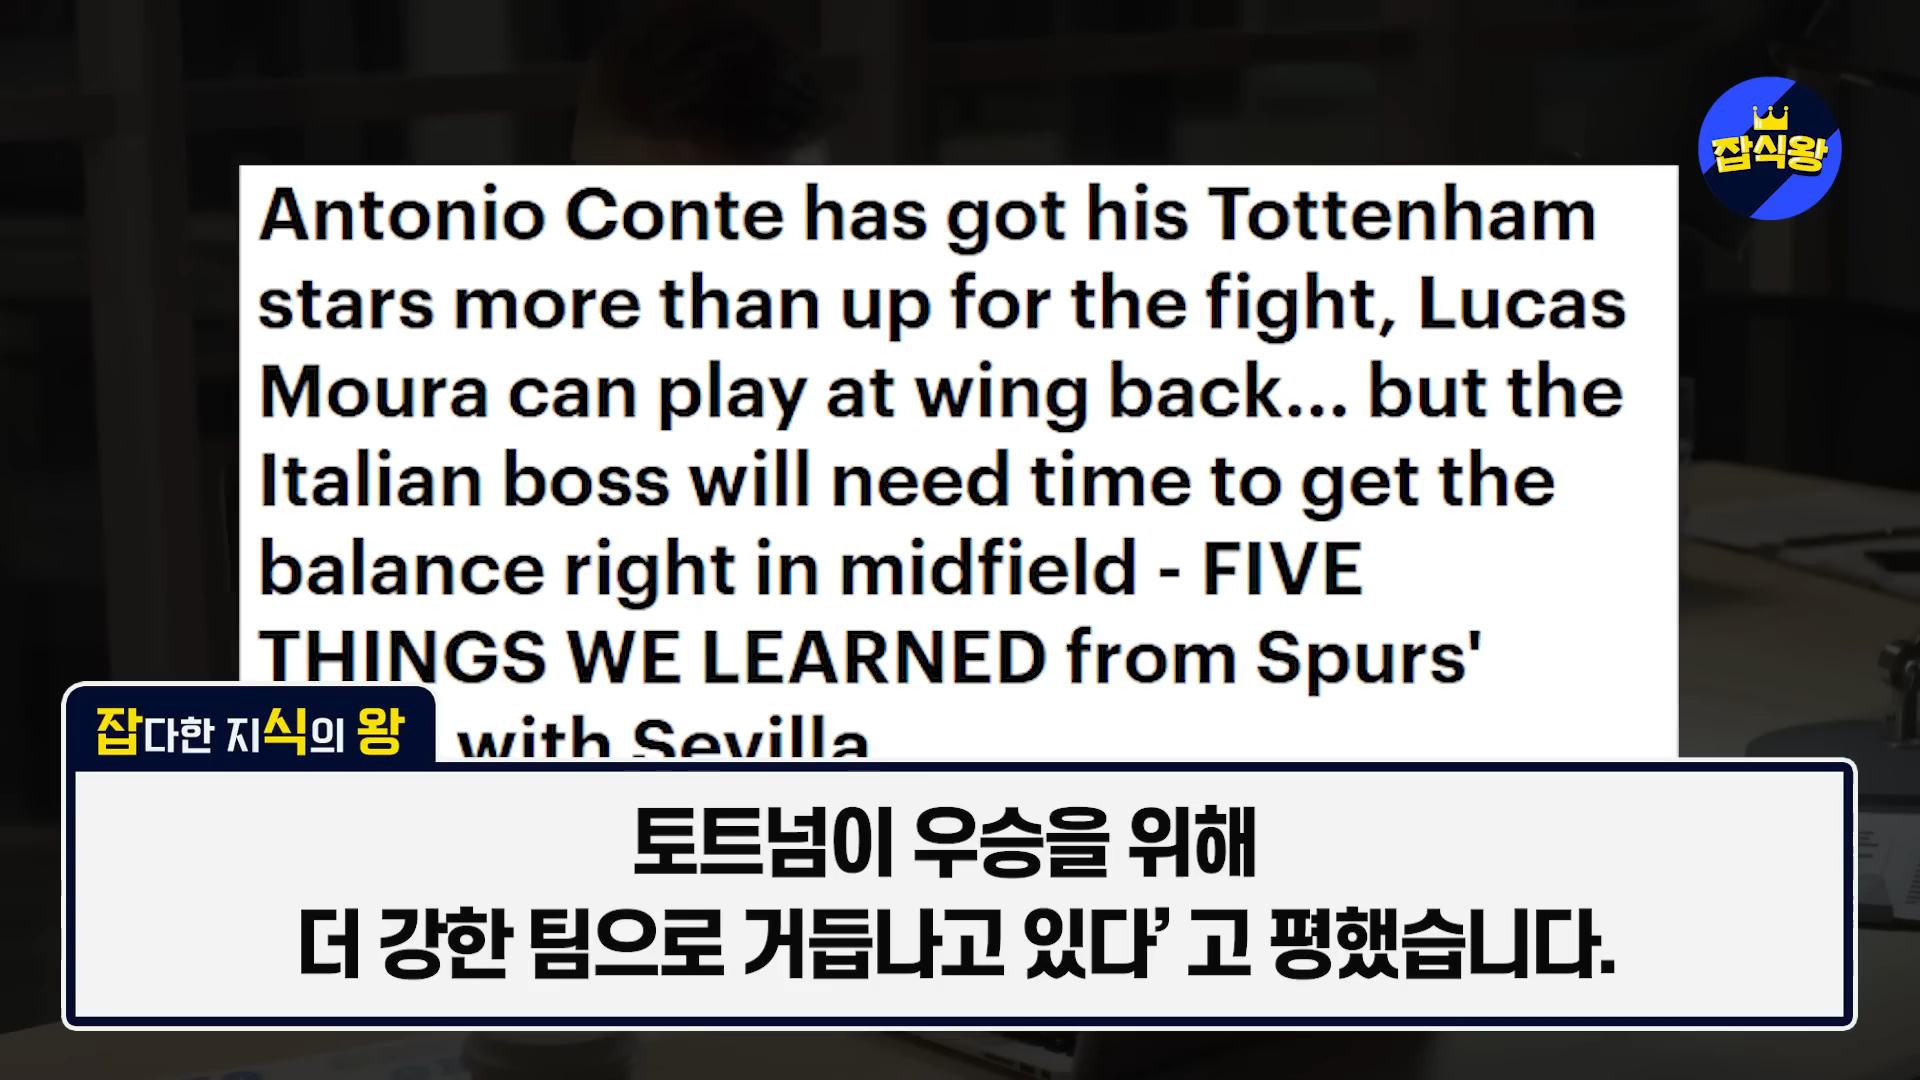 잡식왕
Antonio Conte has got his Tottenham
stars more than up for the fight, Lucas
Moura can play at wing back... but the
Italian boss will need time to get the
balance right in midfield - FIVE
THINGS WE LEARNED from Spurs'
with Sevilla
잡다한 지식의 왕
토트넘이 우승을 위해
더 강한 팀으로 거듭나고 있다’ 고 평했습니다.